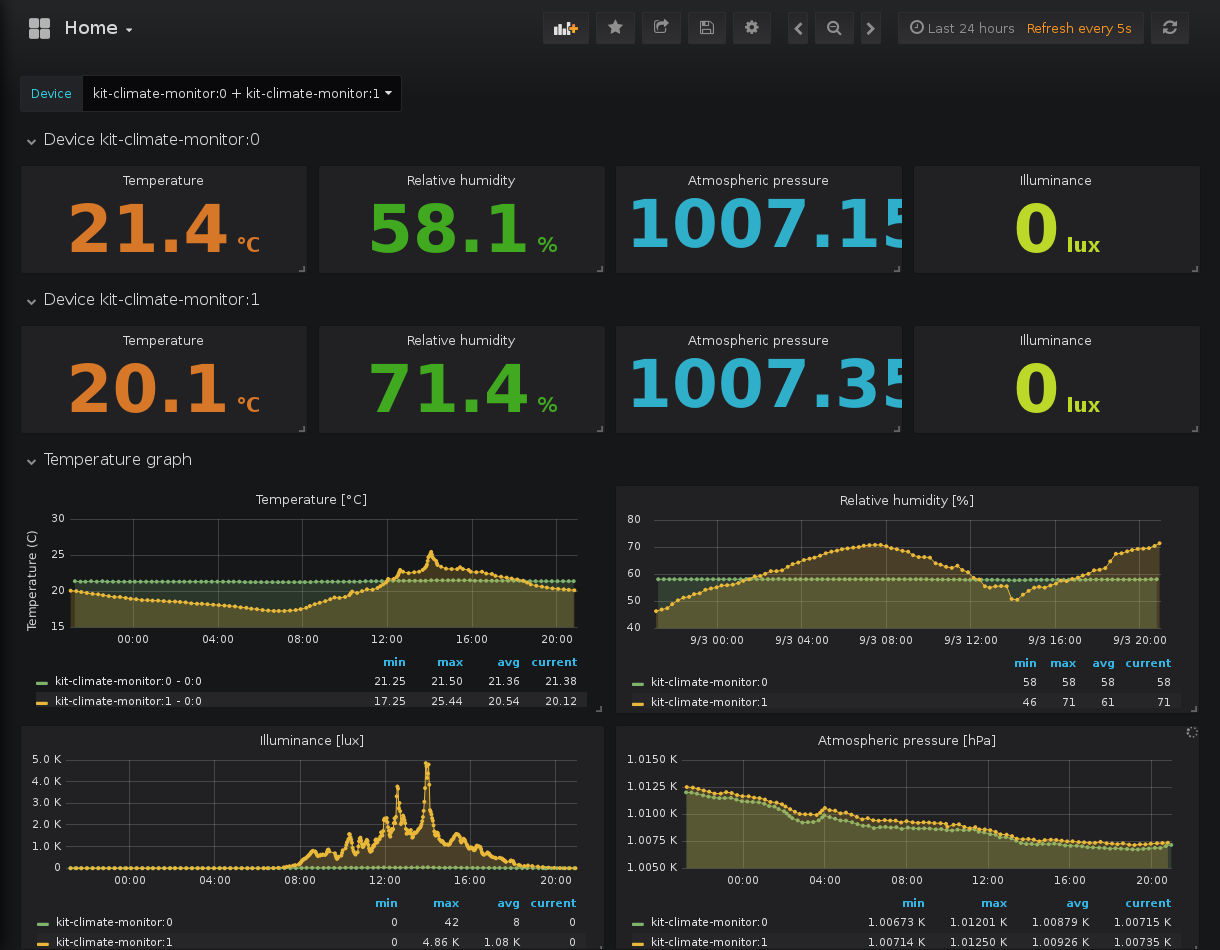 Home
Last 24 hours Refresh every 5s
Device kit-climate-monitor:0 + kit-climate-monitor:1
Device kit-climate-monitor:0
Temperature Relative humidity Atmospheric pressure Illuminance
21.4 °C 58.1 % 1007.15 0 lux
Device kit-climate-monitor:1
Temperature Relative humidity Atmospheric pressure Illuminance
20.1 °C 71.4 % 1007.35 0 lux
Temperature graph
Temperature [°C]
Temperature (C)
30
25
20
15
00:00 04:00 08:00 12:00 16:00 20:00
min max avg current
kit-climate-monitor:0 - 0:0 21.25 21.50 21.36 21.38
kit-climate-monitor:1 - 0:0 17.25 25.44 20.54 20.12
Relative humidity [%]
80
70
60
50
40
9/3 00:00 9/3 04:00 9/3 08:00 9/3 12:00 9/3 16:00 9/3 20:00
min max avg current
kit-climate-monitor:0 58 58 58 58
kit-climate-monitor:1 46 71 61 71
Illuminance [lux]
5.0 K
4.0 K
3.0 K
2.0 K
1.0 K
0
00:00 04:00 08:00 12:00 16:00 20:00
min max avg current
kit-climate-monitor:0 0 42 8 0
kit-climate-monitor:1 0 4.86 K 1.08 K 0
Atmospheric pressure [hPa]
1.0150 K
1.0125 K
1.0100 K
1.0075 K
1.0050 K
00:00 04:00 08:00 12:00 16:00 20:00
min max avg current
kit-climate-monitor:0 1.00673 K 1.01201 K 1.00879 K 1.00715 K
kit-climate-monitor:1 1.00714 K 1.01250 K 1.00926 K 1.00735 K